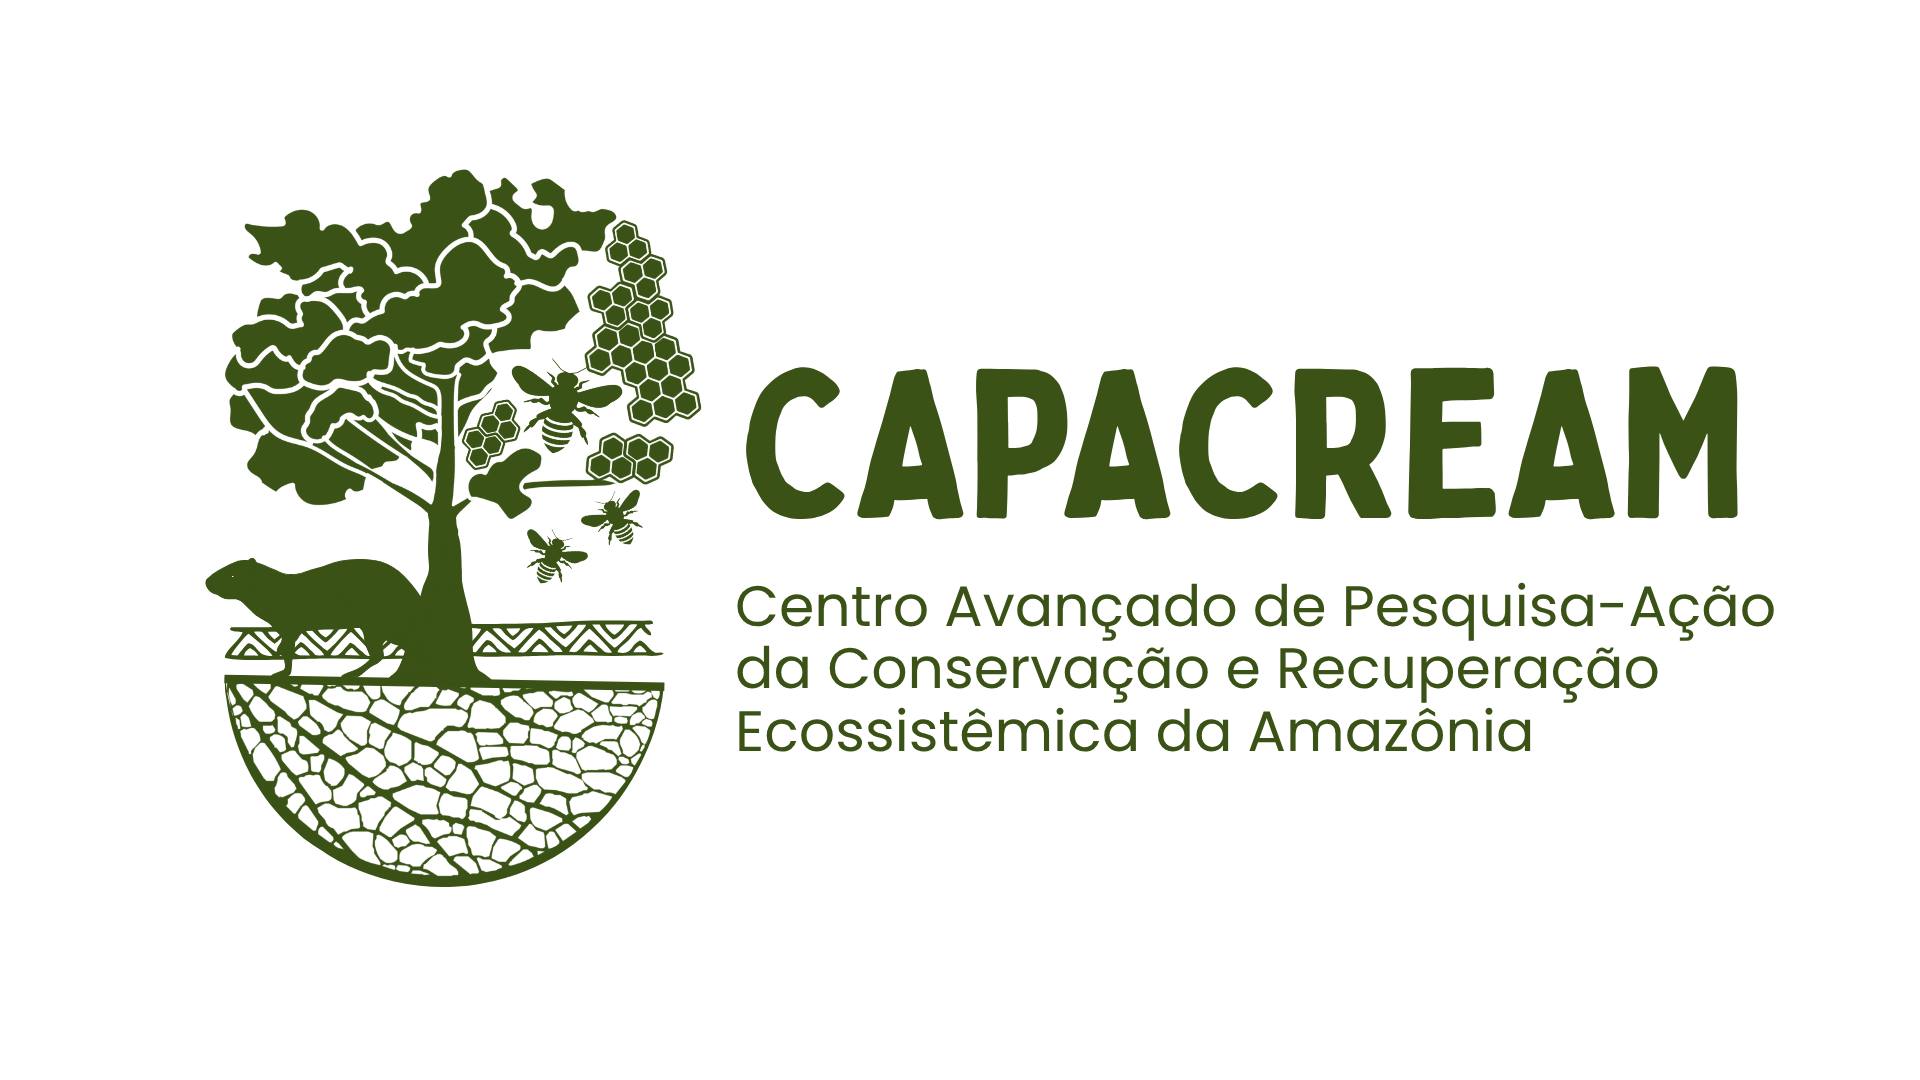 CAPACREAM
Centro Avançado de Pesquisa-Ação
da Conservação e Recuperação
Ecossistêmica da Amazônia